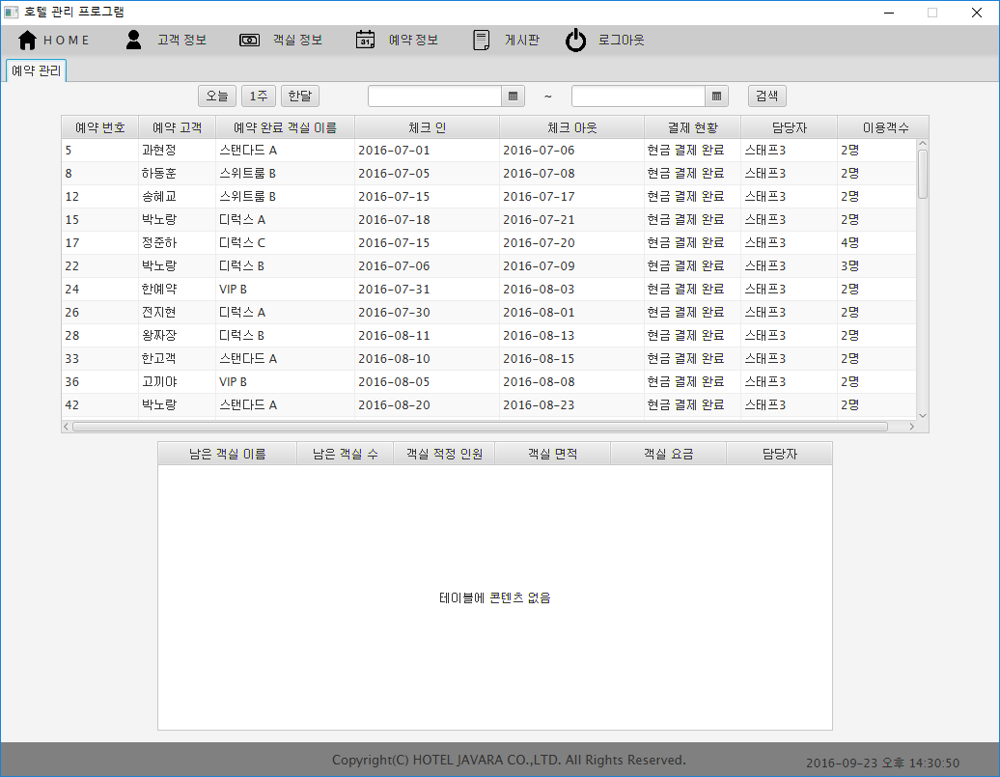 호텔 관리 프로그램
HOME 고객 정보 객실 정보 31 예약 정보 게시판 로그아웃
예약 관리
오늘 1주 한달 ~ 검색
예약 번호 예약 고객 예약 완료 객실 이름 체크 인 체크 아웃 결제 현황 담당자 이용객수
5 과현정 스탠다드 A 2016-07-01 2016-07-06 현금 결제 완료 스태프3 2명
8 하동훈 스위트룸 B 2016-07-05 2016-07-08 현금 결제 완료 스태프3 2명
12 송혜교 스위트룸 B 2016-07-15 2016-07-17 현금 결제 완료 스태프3 2명
15 박노랑 디럭스 A 2016-07-18 2016-07-21 현금 결제 완료 스태프3 2명
17 정준하 디럭스 C 2016-07-15 2016-07-20 현금 결제 완료 스태프3 4명
22 박노랑 디럭스 B 2016-07-06 2016-07-09 현금 결제 완료 스태프3 3명
24 한예약 VIP B 2016-07-31 2016-08-03 현금 결제 완료 스태프3 2명
26 전지현 디럭스 A 2016-07-30 2016-08-01 현금 결제 완료 스태프3 2명
28 왕짜장 디럭스 B 2016-08-11 2016-08-13 현금 결제 완료 스태프3 2명
33 한고객 스탠다드 A 2016-08-10 2016-08-15 현금 결제 완료 스태프3 2명
36 고끼야 VIP B 2016-08-05 2016-08-08 현금 결제 완료 스태프3 2명
42 박노랑 스탠다드 A 2016-08-20 2016-08-23 현금 결제 완료 스태프3 2명
남은 객실 이름 남은 객실 수 객실 적정 인원 객실 면적 객실 요금 담당자
테이블에 콘텐츠 없음
Copyright(C) HOTEL JAVARA CO.,LTD. All Rights Reserved.
2016-09-23 오후 14:30:50